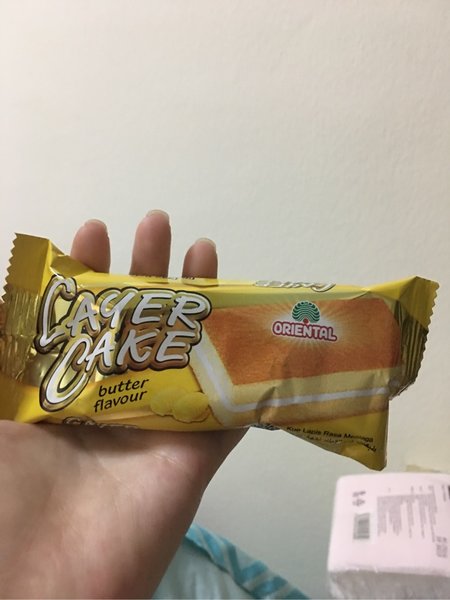 LAYER
CAKE
butter
flavour
ORIENTAL
Kue Lapis Rasa Mentega